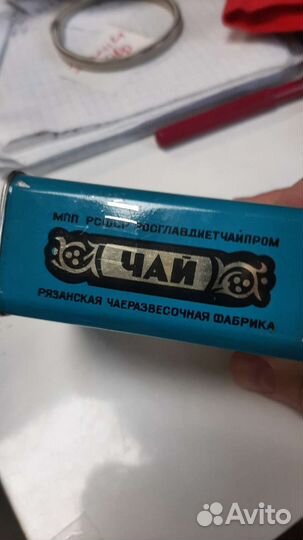 МПП РСФСР РОСГЛАВДИЕТЧАЙПРОМ
ЧАЙ
РЯЗАНСКАЯ ЧАЕРАЗВЕСОЧНАЯ ФАБРИКА
Avito